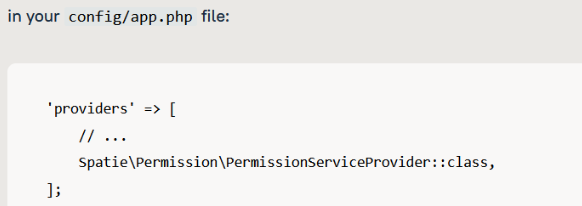 in your config/app.php file:
'providers' => [
// ...
Spatie\Permission\PermissionServiceProvider::class,
];